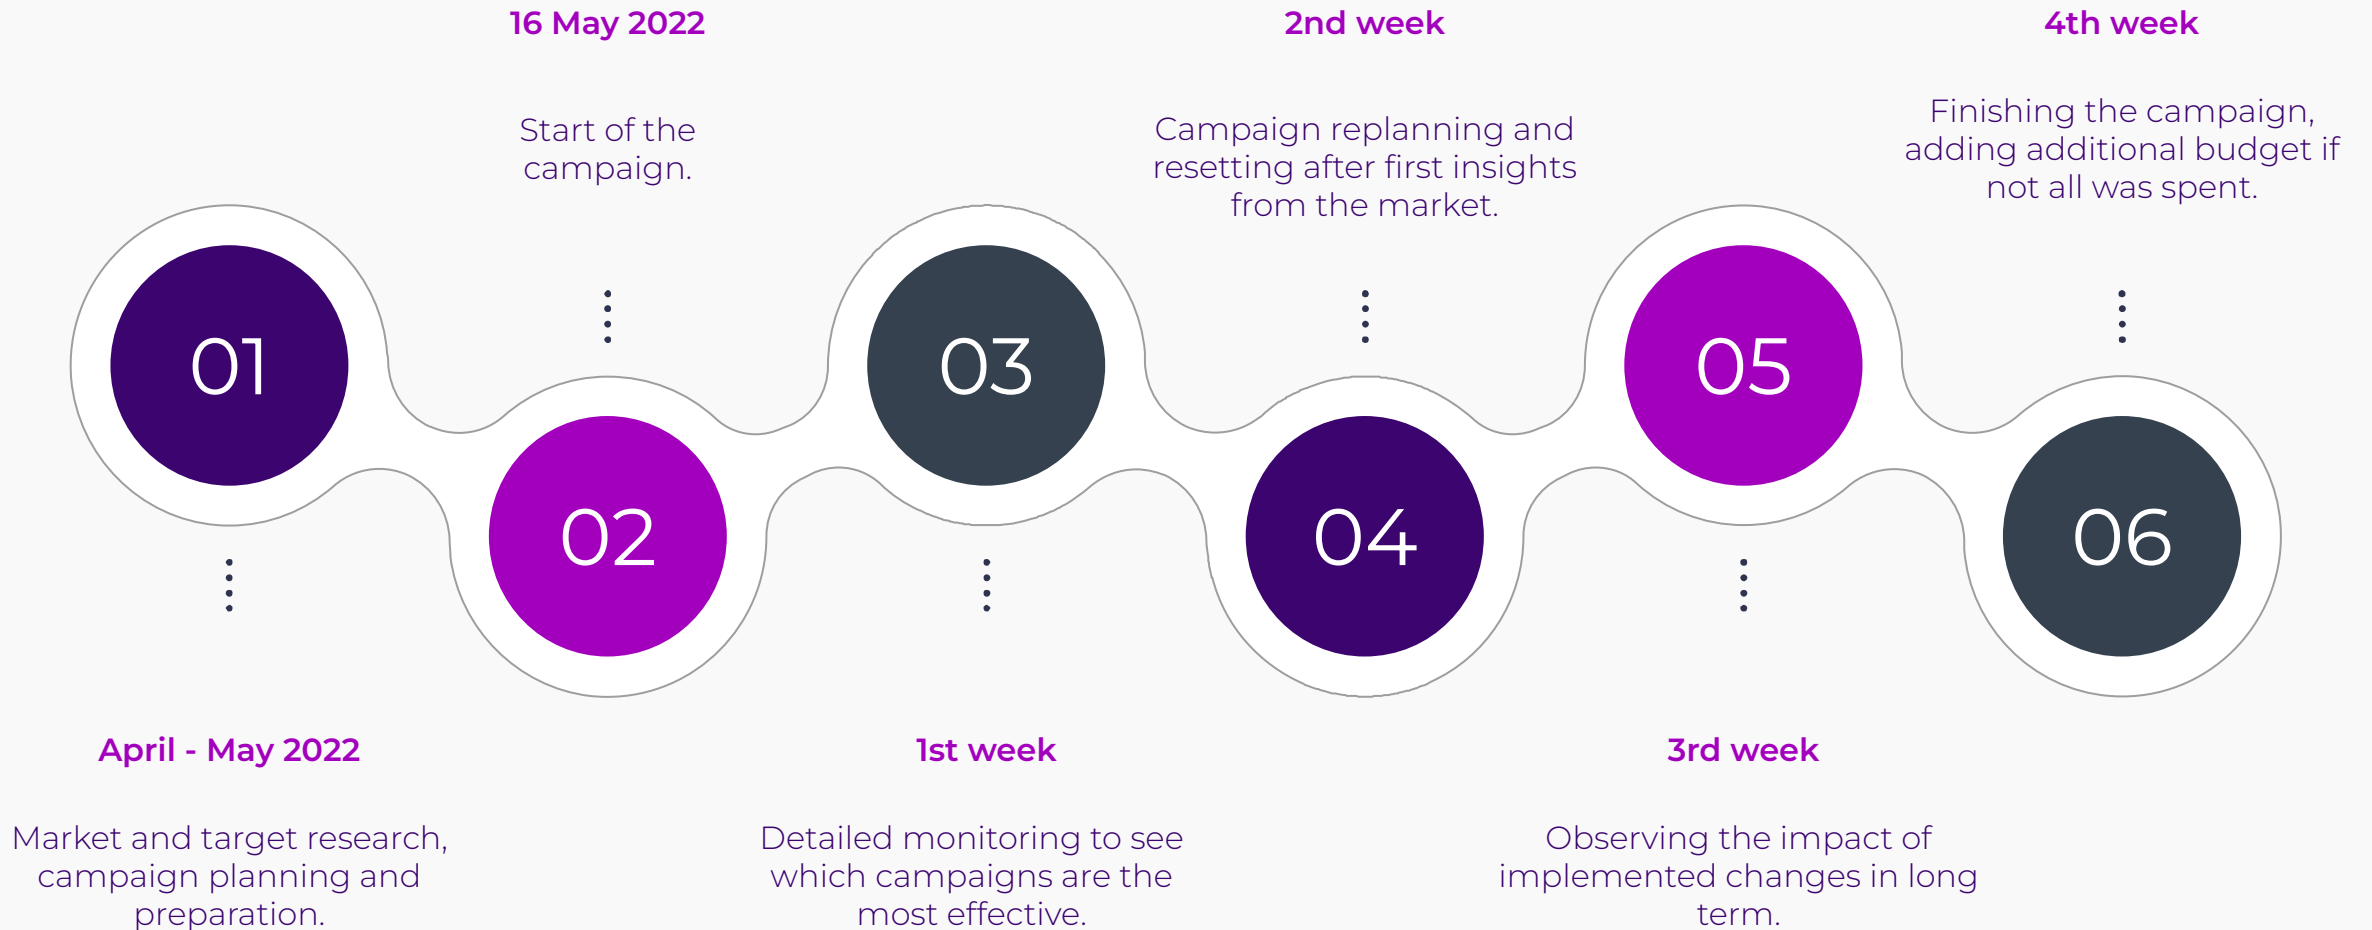 16 May 2022
Start of the
campaign.
2nd week
Campaign replanning and
resetting after first insights
from the market.
4th week
Finishing the campaign,
adding additional budget if
not all was spent.
01
02
03
04
05
06
April - May 2022
Market and target research,
campaign planning and
preparation.
1st week
Detailed monitoring to see
which campaigns are the
most effective.
3rd week
Observing the impact of
implemented changes in long
term.